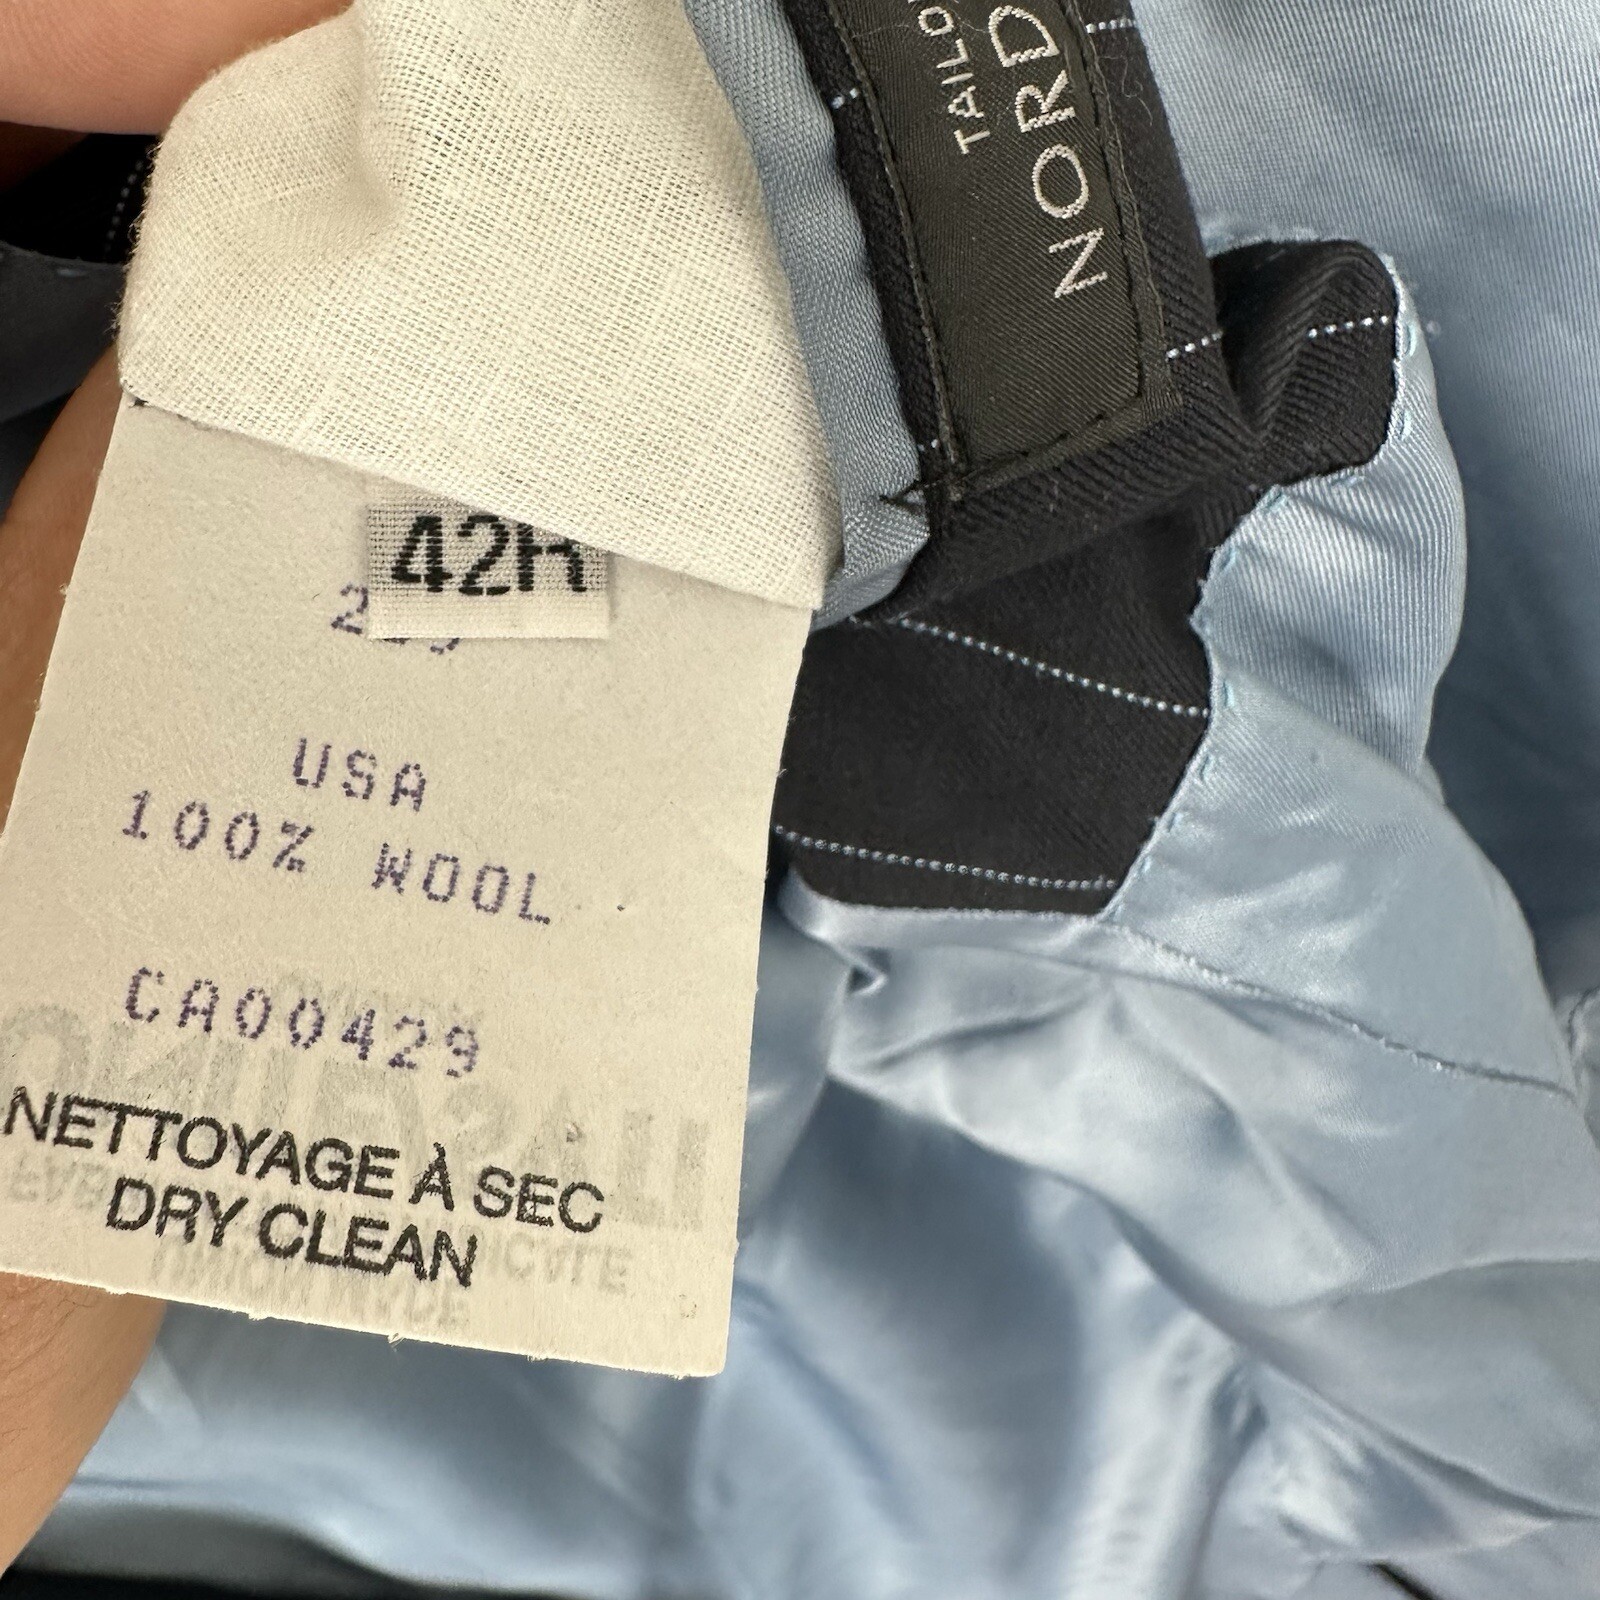 TAILO
NORD
42R
USA
100% WOOL
CA00429
NETTOYAGE À SEC
DRY CLEAN